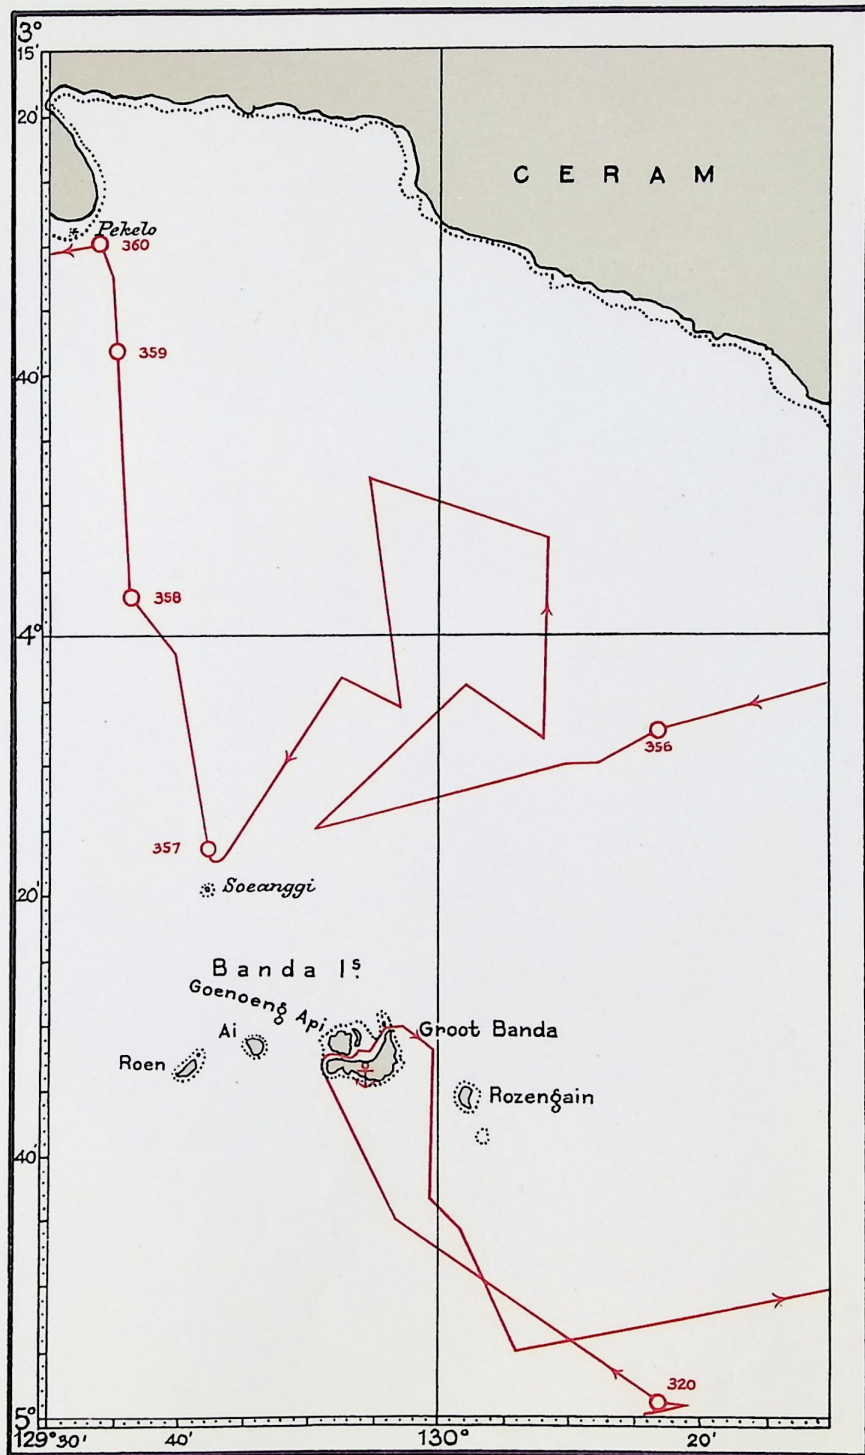 3°
15'
20'
CERAM
Pekelo
360
359
40'
358
4°
356
357
Soeanggi
20'
Banda Is.
Goenoeng Api
Groot Banda
Ai
Roen
Rozengain
40'
320
5°
129°30'
40'
130°
20'